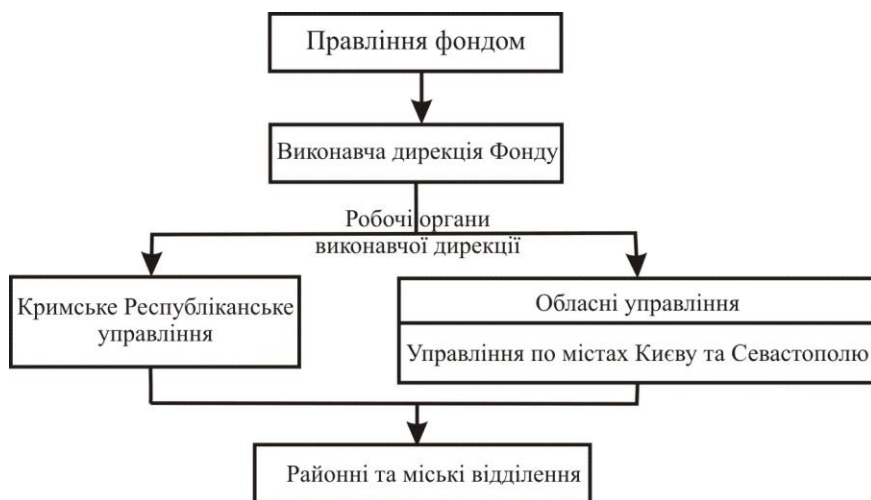 Правління фондом
Виконавча дирекція Фонду
Робочі органи
виконавчої дирекції
Кримське Республіканське
управління
Обласні управління
Управління по містах Києву та Севастополю
Районні та міські відділення